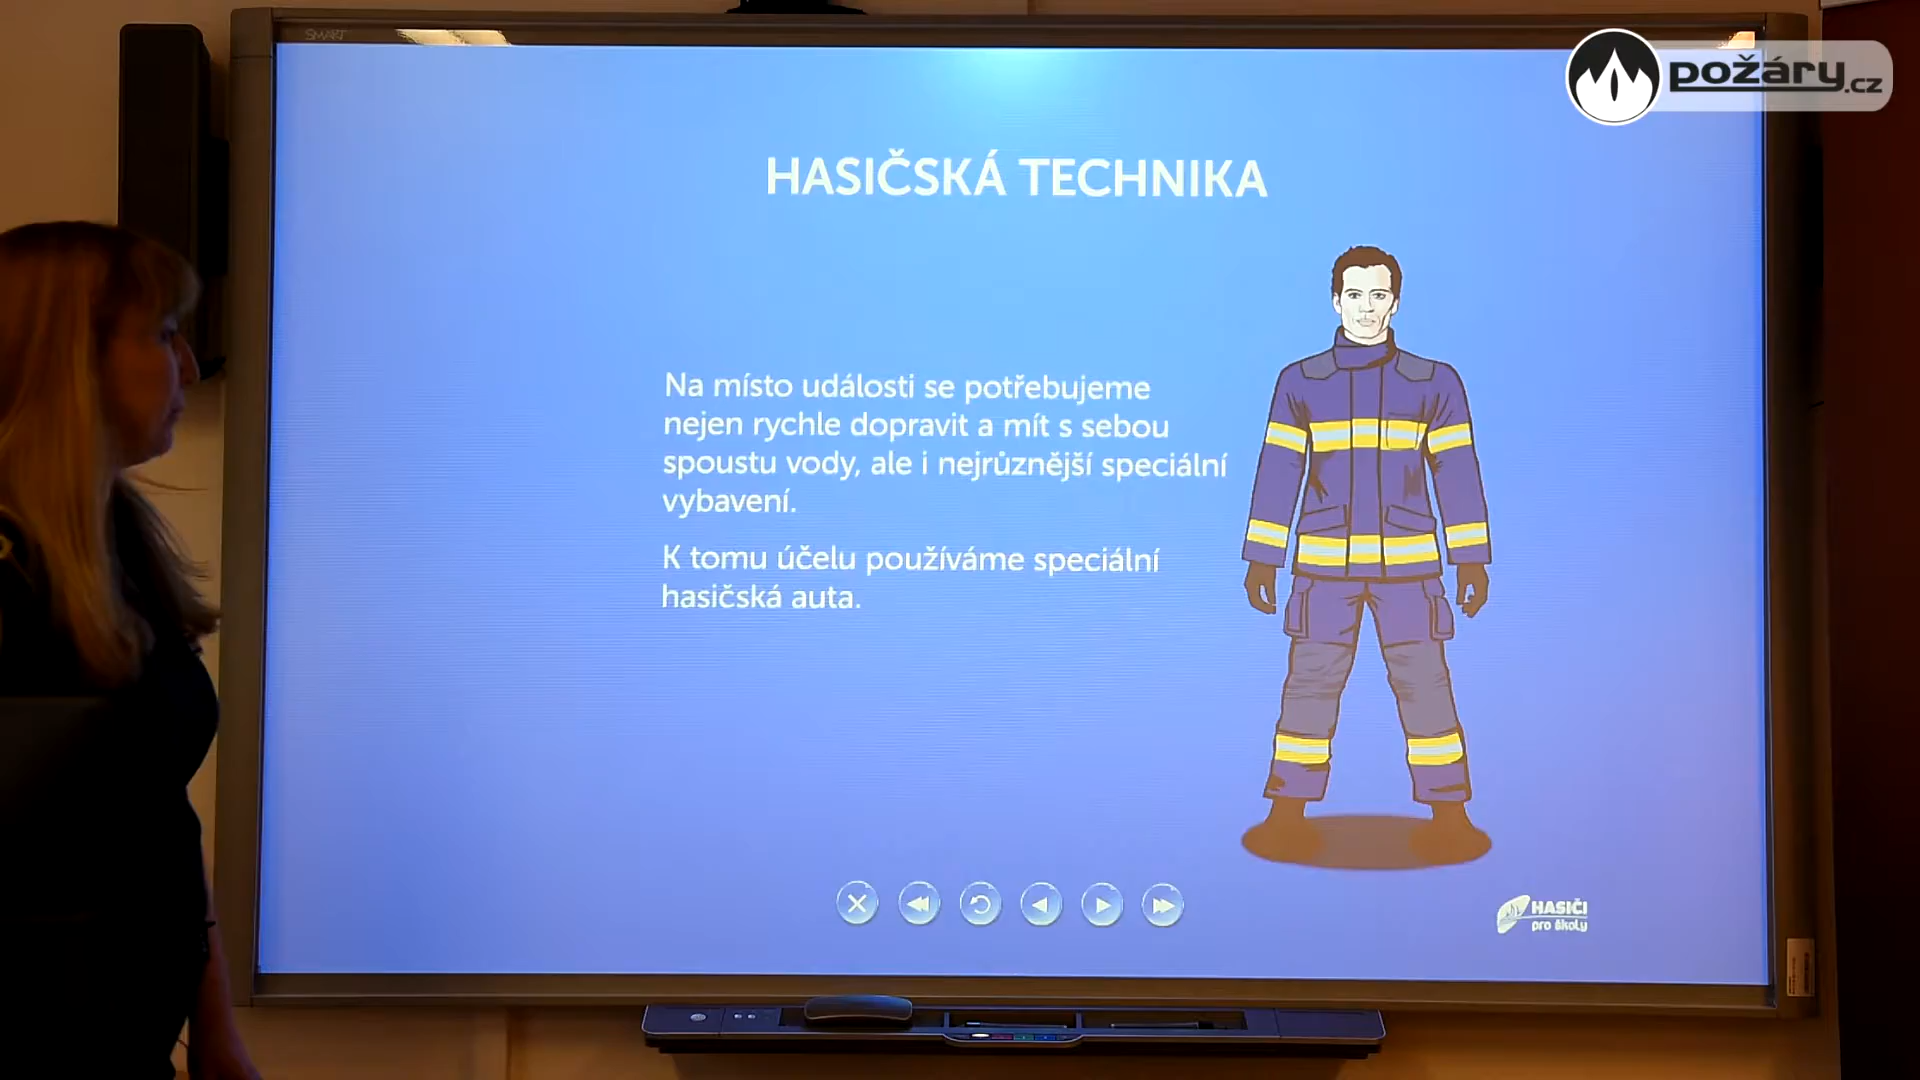 SMART
požáry.cz
HASIČSKÁ TECHNIKA
Na místo události se potřebujeme
nejen rychle dopravit a mít s sebou
spoustu vody, ale i nejrůznější speciální
vybavení.
K tomu účelu používáme speciální
hasičská auta.
HASIČI
pro školy